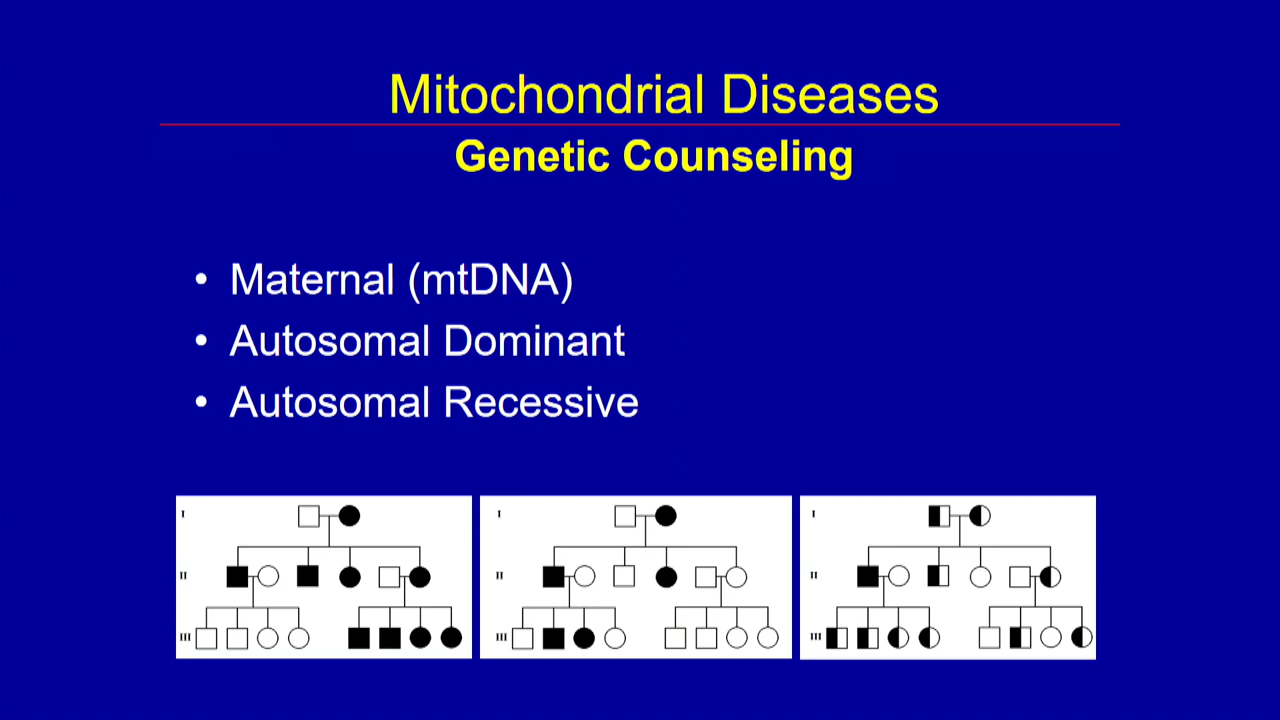 Mitochondrial Diseases
Genetic Counseling
• Maternal (mtDNA)
• Autosomal Dominant
• Autosomal Recessive
I
II
III
I
II
III
I
II
III